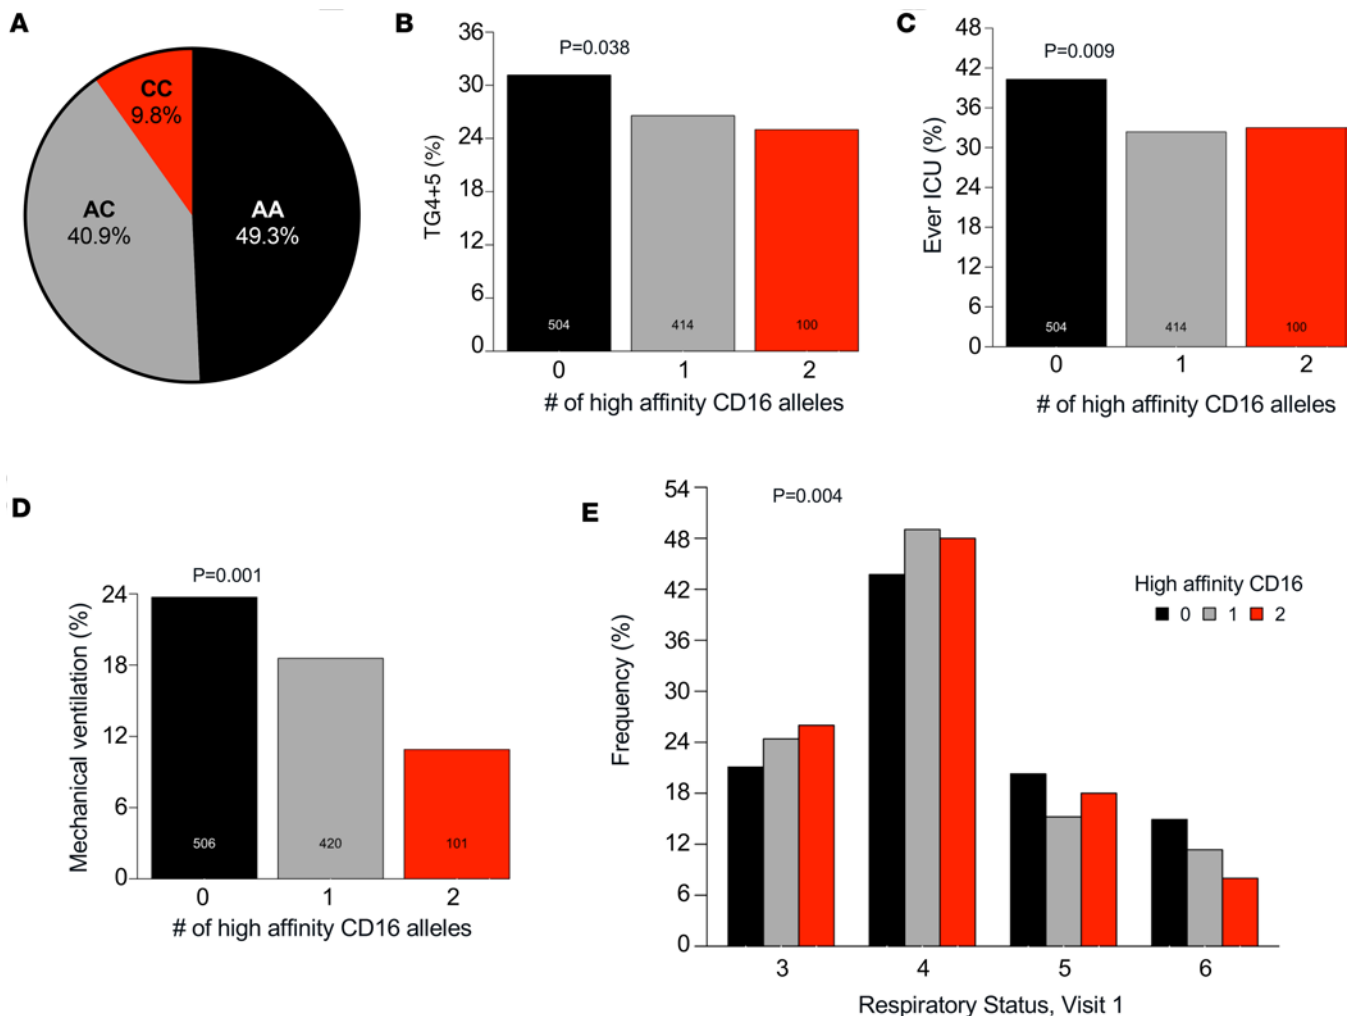 A
CC
9.8%
AC
40.9%
AA
49.3%
B
P=0.038
TG4+5 (%)
36
30
24
18
12
6
0
504
414
100
0 1 2
# of high affinity CD16 alleles
C
P=0.009
Ever ICU (%)
48
42
36
30
24
18
12
6
0
504
414
100
0 1 2
# of high affinity CD16 alleles
D
P=0.001
Mechanical ventilation (%)
24
18
12
6
0
506
420
101
0 1 2
# of high affinity CD16 alleles
E
P=0.004
Frequency (%)
54
48
42
36
30
24
18
12
6
0
High affinity CD16
0 1 2
3 4 5 6
Respiratory Status, Visit 1